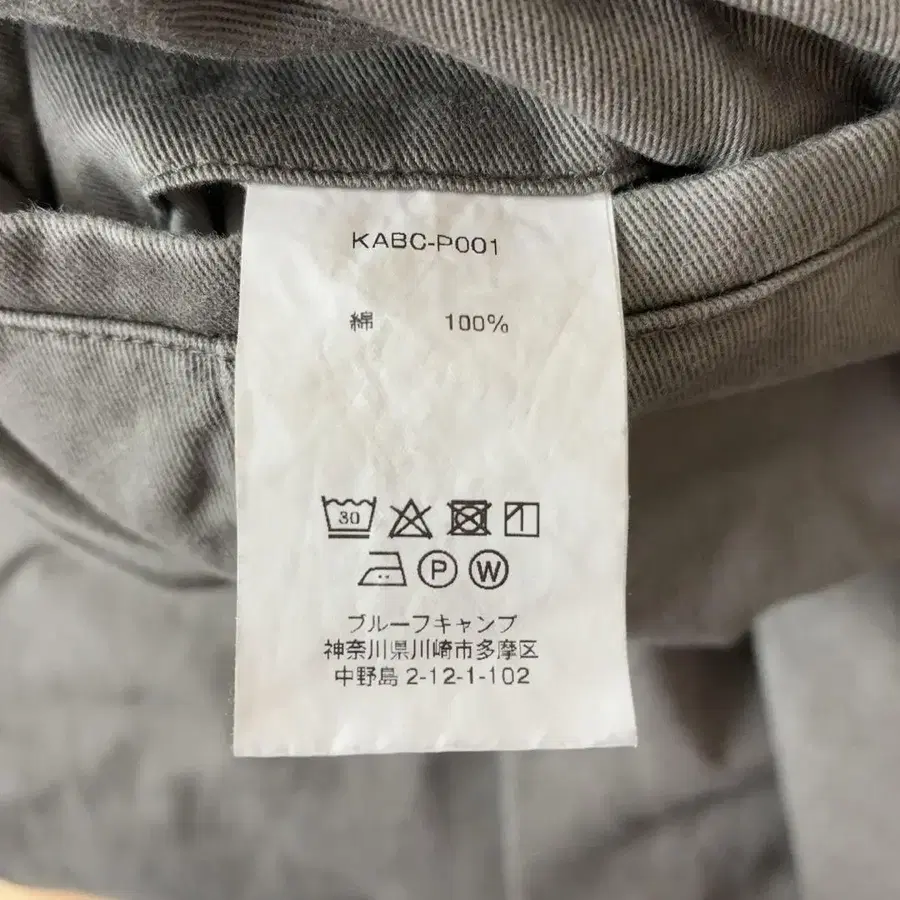 KABC-P001
綿 100%
30
P W
ブルーフキャンプ
神奈川県川崎市多摩区
中野島 2-12-1-102